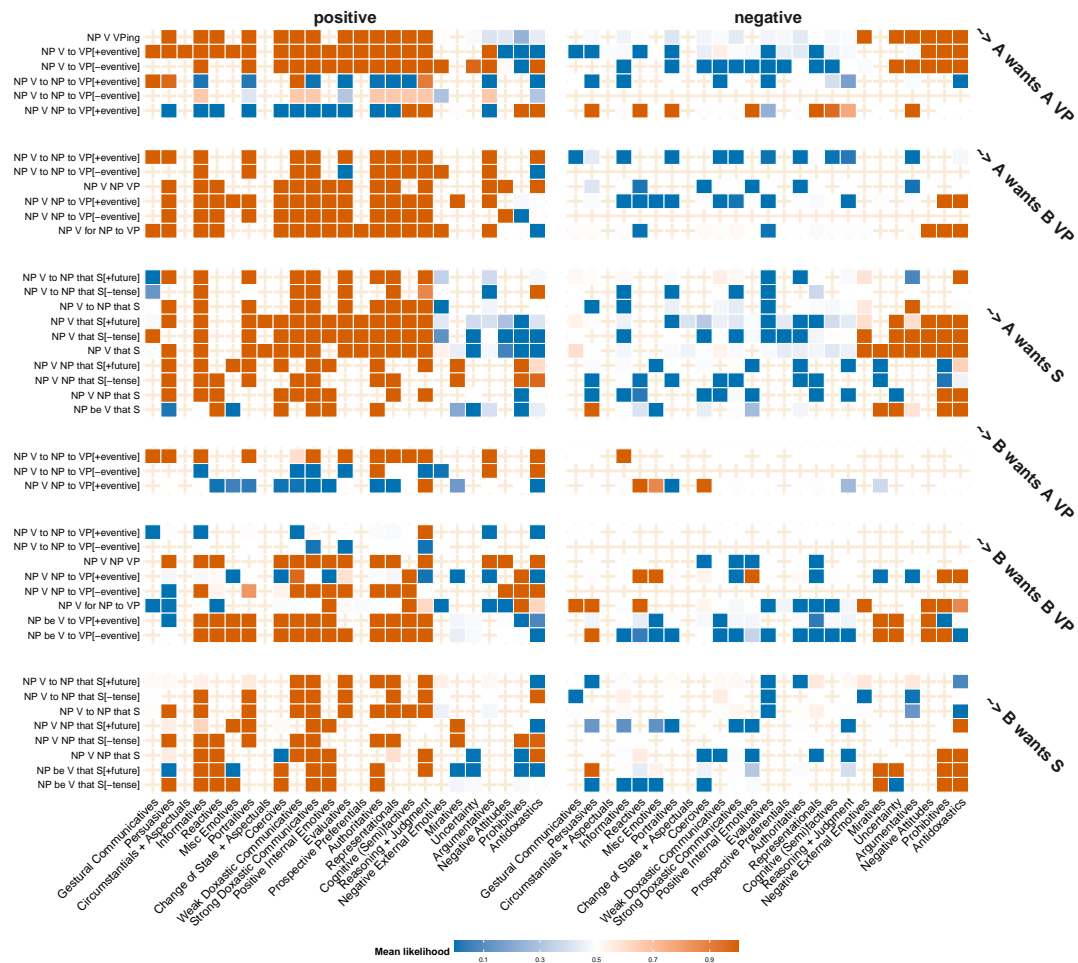 positive
negative
NP V VPing
NP V to VP[+eventive]
NP V to VP[−eventive]
NP V to NP to VP[+eventive]
NP V to NP to VP[−eventive]
NP V NP to VP[+eventive]
~> A wants A VP
NP V to NP to VP[+eventive]
NP V to NP to VP[−eventive]
NP V NP VP
NP V NP to VP[+eventive]
NP V NP to VP[−eventive]
NP V for NP to VP
~> A wants B VP
NP V to NP that S[+future]
NP V to NP that S[−tense]
NP V to NP that S
NP V that S[+future]
NP V that S[−tense]
NP V that S
NP V NP that S[+future]
NP V NP that S[−tense]
NP V NP that S
NP be V that S
~> A wants S
NP V to NP to VP[+eventive]
NP V to NP to VP[−eventive]
NP V NP to VP[+eventive]
~> B wants A VP
NP V to NP to VP[+eventive]
NP V to NP to VP[−eventive]
NP V NP VP
NP V NP to VP[+eventive]
NP V NP to VP[−eventive]
NP V for NP to VP
NP be V to VP[+eventive]
NP be V to VP[−eventive]
~> B wants B VP
NP V to NP that S[+future]
NP V to NP that S[−tense]
NP V to NP that S
NP V NP that S[+future]
NP V NP that S[−tense]
NP V NP that S
NP be V that S[+future]
NP be V that S[−tense]
~> B wants S
Gestural Communicatives
Persuasives
Circumstantials + Aspectuals
Informatives
Reactives
Misc Emotives
Portraitives
Change of State + Aspectuals
Coercives
Weak Doxastic Communicatives
Strong Doxastic Communicatives
Positive Internal Emotives
Evaluatives
Prospective Preferentials
Authoritatives
Representationals
Cognitive (Semi)factives
Reasoning + Judgment
Negative External Emotives
Miratives
Uncertainty
Argumentatives
Negative Attitudes
Prohibitives
Antidoxastics
Gestural Communicatives
Persuasives
Circumstantials + Aspectuals
Informatives
Reactives
Misc Emotives
Portraitives
Change of State + Aspectuals
Coercives
Weak Doxastic Communicatives
Strong Doxastic Communicatives
Positive Internal Emotives
Evaluatives
Prospective Preferentials
Authoritatives
Representationals
Cognitive (Semi)factives
Reasoning + Judgment
Negative External Emotives
Miratives
Uncertainty
Argumentatives
Negative Attitudes
Prohibitives
Antidoxastics
Mean likelihood
0.1
0.3
0.5
0.7
0.9